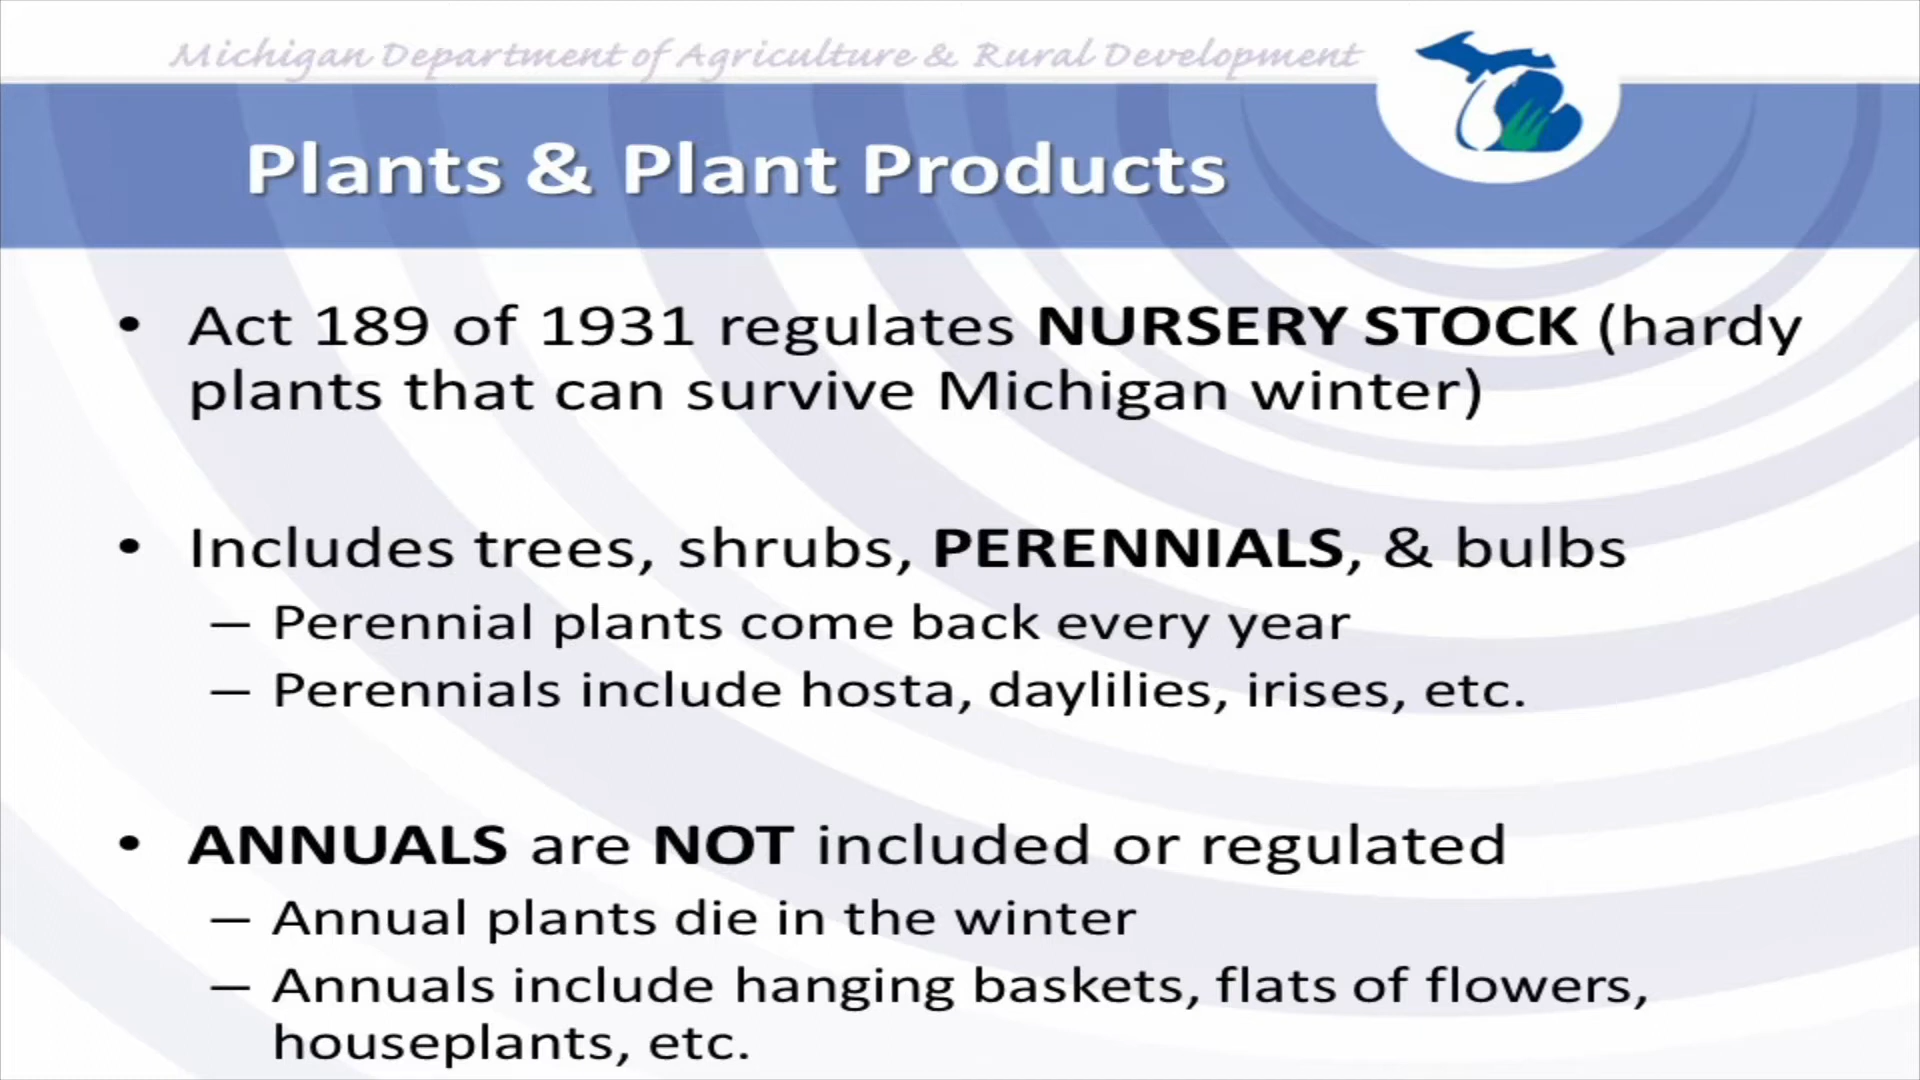 Michigan Department of Agriculture & Rural Development
Plants & Plant Products
• Act 189 of 1931 regulates NURSERY STOCK (hardy
plants that can survive Michigan winter)
• Includes trees, shrubs, PERENNIALS, & bulbs
– Perennial plants come back every year
– Perennials include hosta, daylilies, irises, etc.
• ANNUALS are NOT included or regulated
– Annual plants die in the winter
– Annuals include hanging baskets, flats of flowers,
houseplants, etc.